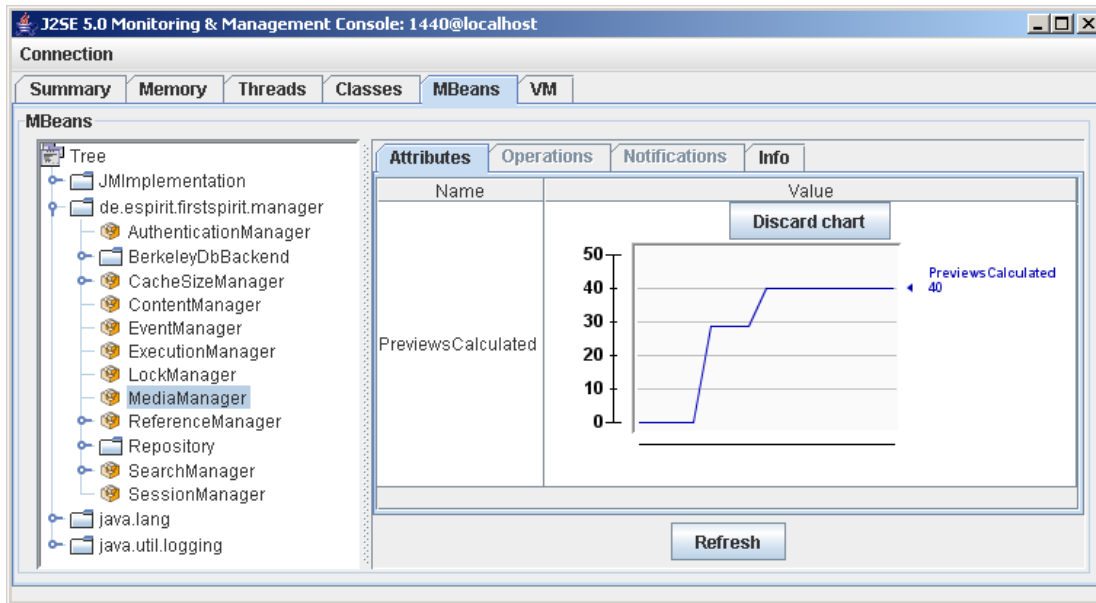 J2SE 5.0 Monitoring & Management Console: 1440@localhost
Connection
Summary Memory Threads Classes MBeans VM
MBeans
Tree
JMImplementation
de.espirit.firstspirit.manager
AuthenticationManager
BerkeleyDbBackend
CacheSizeManager
ContentManager
EventManager
ExecutionManager
LockManager
MediaManager
ReferenceManager
Repository
SearchManager
SessionManager
java.lang
java.util.logging
Attributes Operations Notifications Info
Name Value
Discard chart
PreviewsCalculated
50
40
30
20
10
0
PreviewsCalculated
40
Refresh